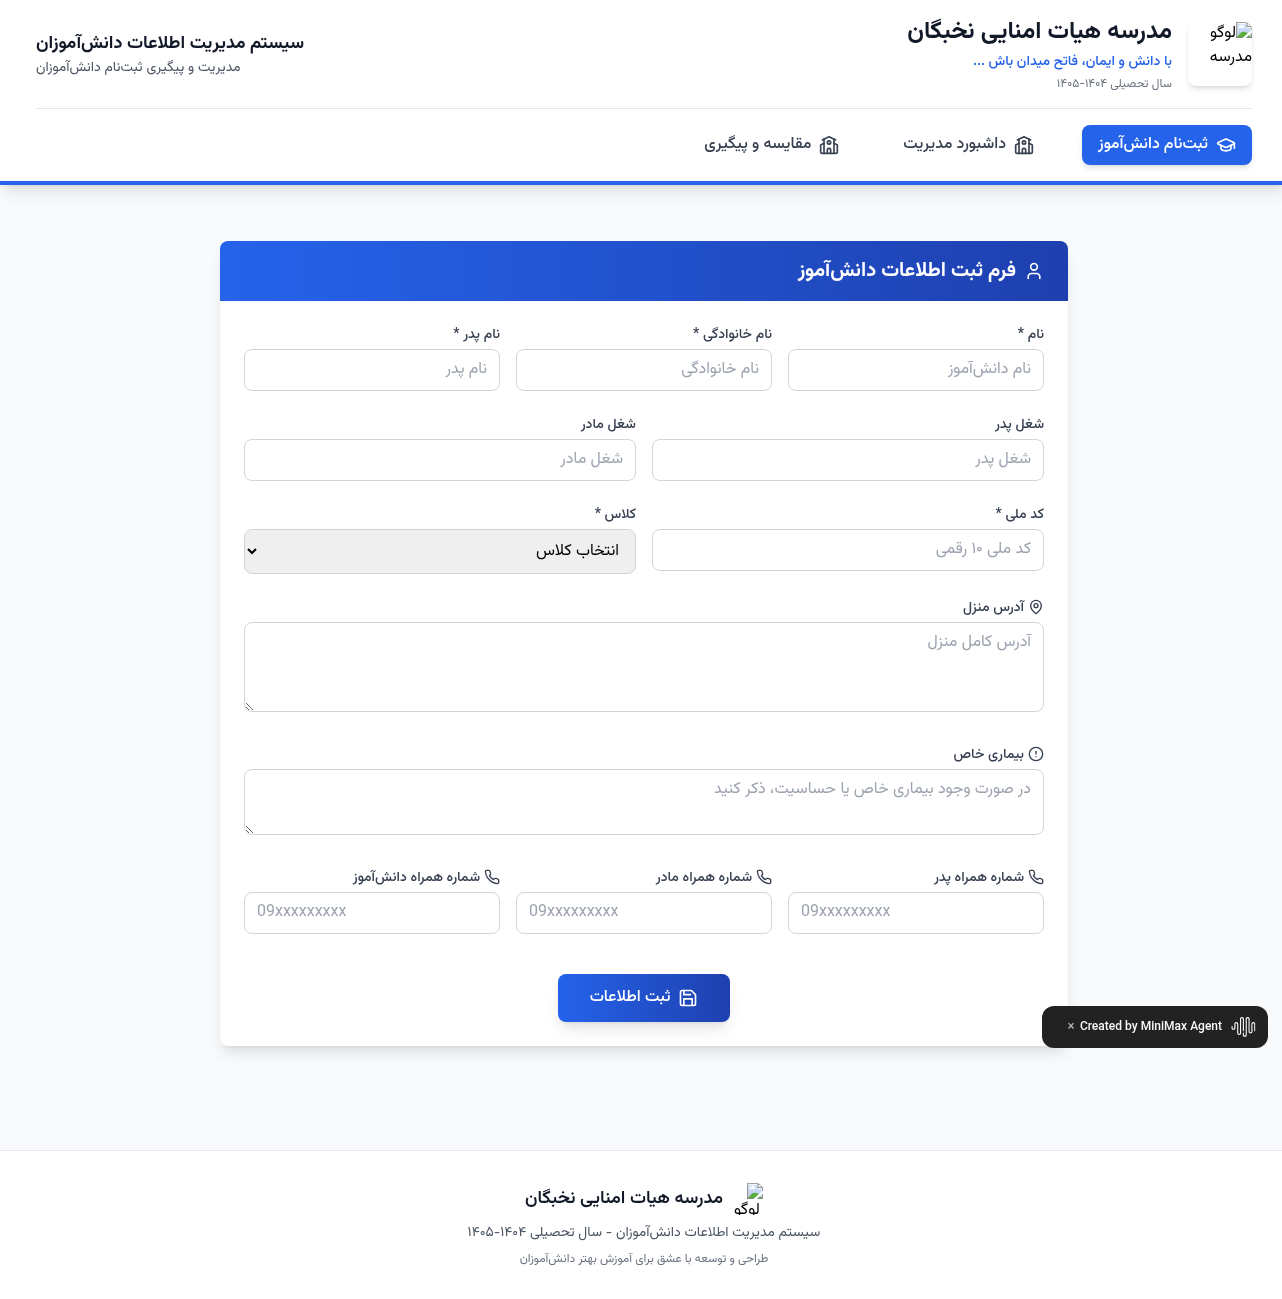 لوگو
مدرسه
مدرسه هیات امنایی نخبگان
با دانش و ایمان، فاتح میدان باش ...
سال تحصیلی ۱۴۰۴-۱۴۰۵
سیستم مدیریت اطلاعات دانش‌آموزان
مدیریت و پیگیری ثبت‌نام دانش‌آموزان
ثبت‌نام دانش‌آموز
داشبورد مدیریت
مقایسه و پیگیری
فرم ثبت اطلاعات دانش‌آموز
نام *
نام خانوادگی *
نام پدر *
نام دانش‌آموز
نام خانوادگی
نام پدر
شغل پدر
شغل مادر
شغل پدر
شغل مادر
کد ملی *
کلاس *
کد ملی ۱۰ رقمی
انتخاب کلاس
آدرس منزل
آدرس کامل منزل
بیماری خاص
در صورت وجود بیماری خاص یا حساسیت، ذکر کنید
شماره همراه پدر
شماره همراه مادر
شماره همراه دانش‌آموز
09xxxxxxxxx
09xxxxxxxxx
09xxxxxxxxx
ثبت اطلاعات
Created by MiniMax Agent ×
لوگو
مدرسه هیات امنایی نخبگان
سیستم مدیریت اطلاعات دانش‌آموزان - سال تحصیلی ۱۴۰۴-۱۴۰۵
طراحی و توسعه با عشق برای آموزش بهتر دانش‌آموزان